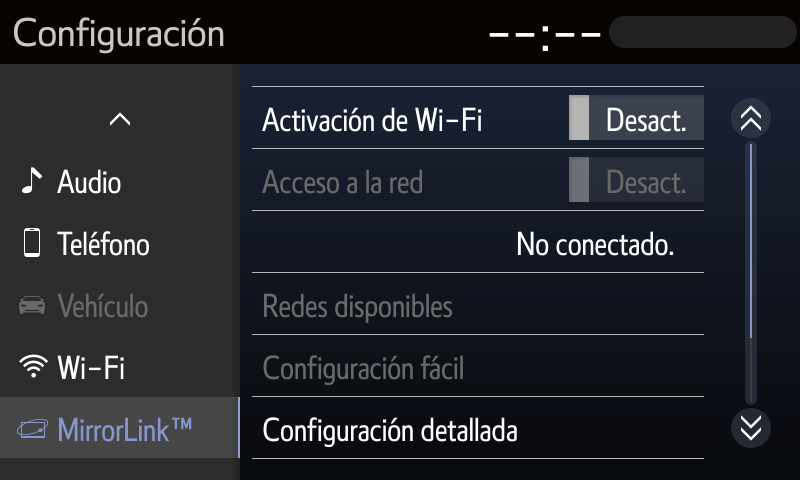 Configuración
--:--
Audio
Teléfono
Vehículo
Wi-Fi
MirrorLink™
Activación de Wi-Fi Desact.
Acceso a la red Desact.
No conectado.
Redes disponibles
Configuración fácil
Configuración detallada